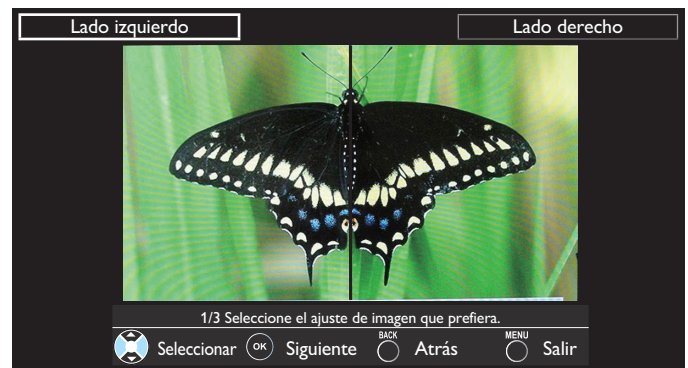 Lado izquierdo Lado derecho
1/3 Seleccione el ajuste de imagen que prefiera.
BACK MENU
Seleccionar OK Siguiente Atrás Salir